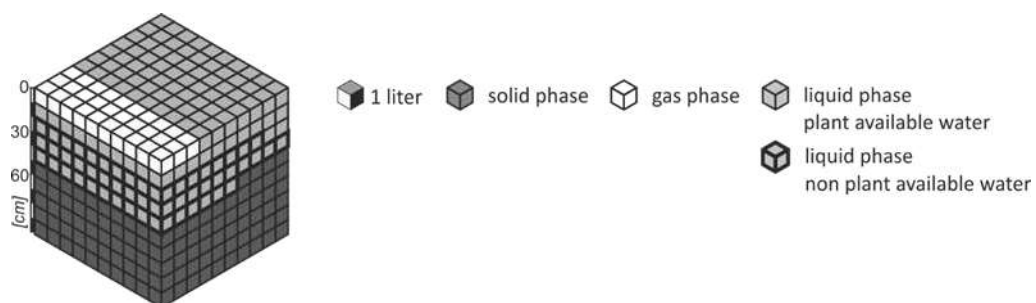 0
30
60
[cm]
1 liter
solid phase
gas phase
liquid phase
plant available water
liquid phase
non plant available water